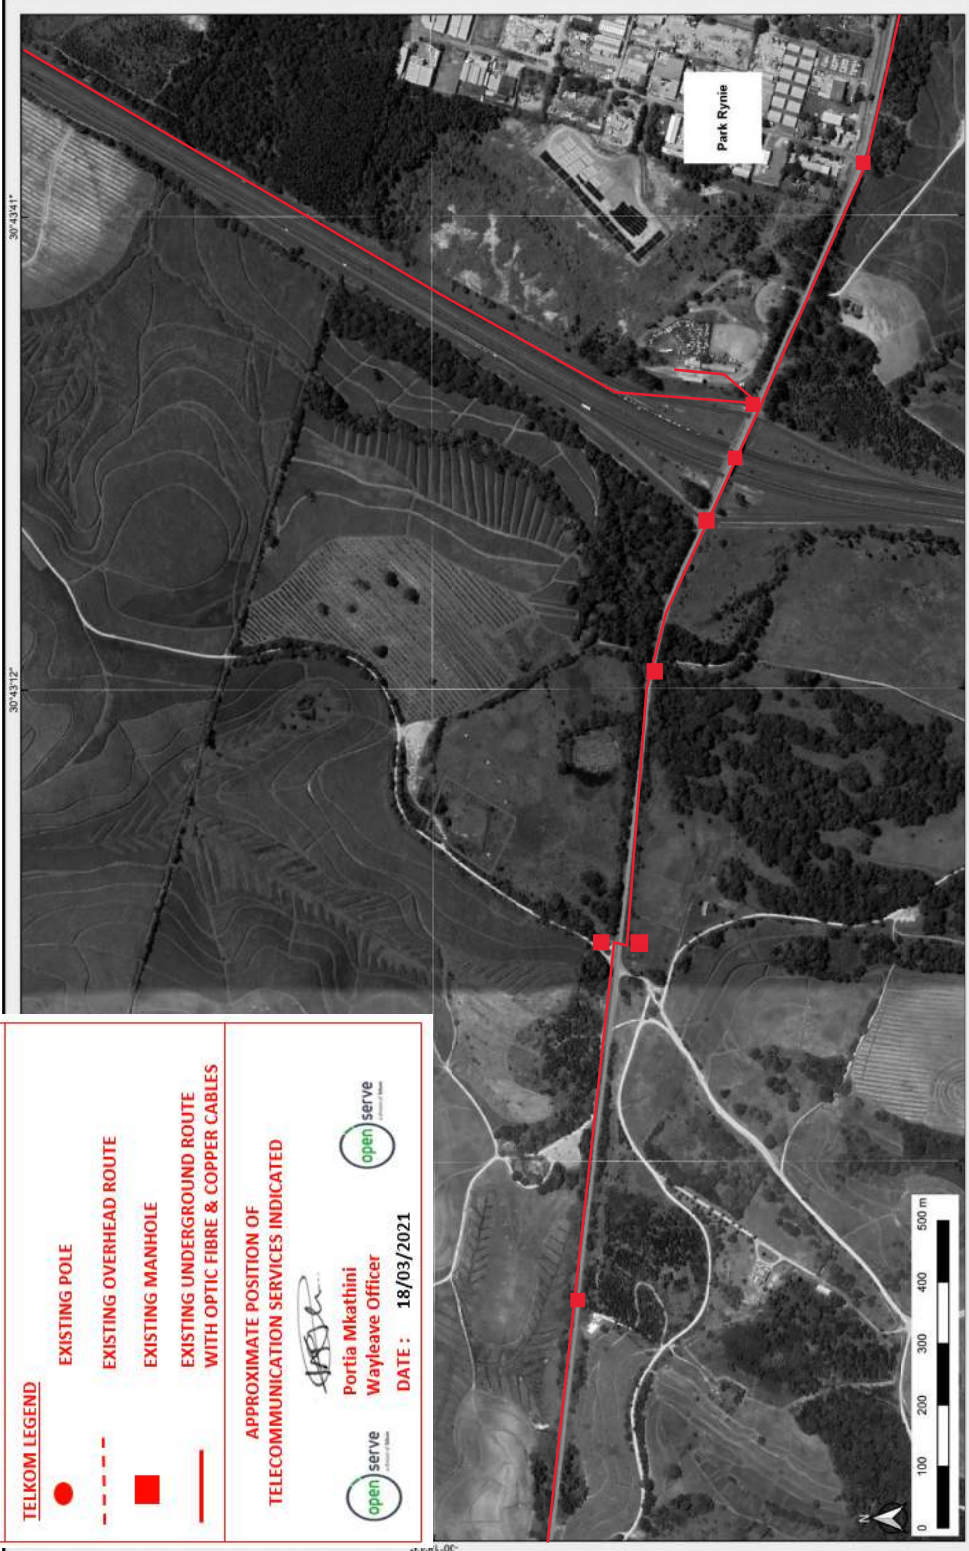 TELKOM LEGEND
EXISTING POLE
EXISTING OVERHEAD ROUTE
EXISTING MANHOLE
EXISTING UNDERGROUND ROUTE
WITH OPTIC FIBRE & COPPER CABLES
APPROXIMATE POSITION OF
TELECOMMUNICATION SERVICES INDICATED
Portia Mkathini
Wayleave Officer
DATE : 18/03/2021
open serve
open serve
30°43'12"
30°43'41"
Park Rynie
N
0 100 200 300 400 500 m